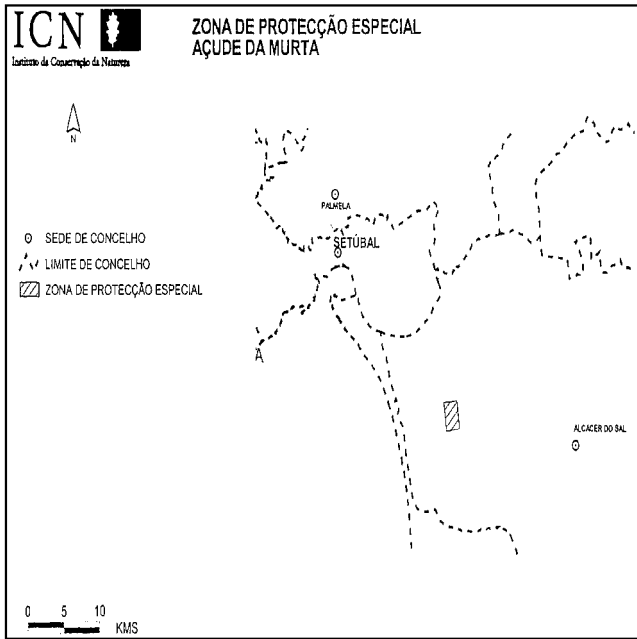 ICN
Instituto da Conservação da Natureza
ZONA DE PROTECÇÃO ESPECIAL
AÇUDE DA MURTA
N
PALMELA
SETÚBAL
SEDE DE CONCELHO
LIMITE DE CONCELHO
ZONA DE PROTECÇÃO ESPECIAL
A
ALCÁCER DO SAL
0 5 10
KMS